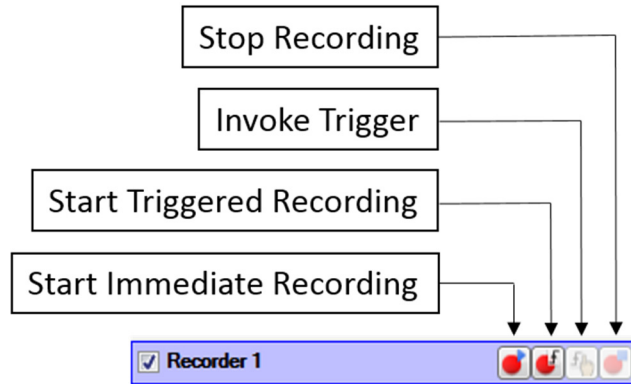 Stop Recording
Invoke Trigger
Start Triggered Recording
Start Immediate Recording
Recorder 1